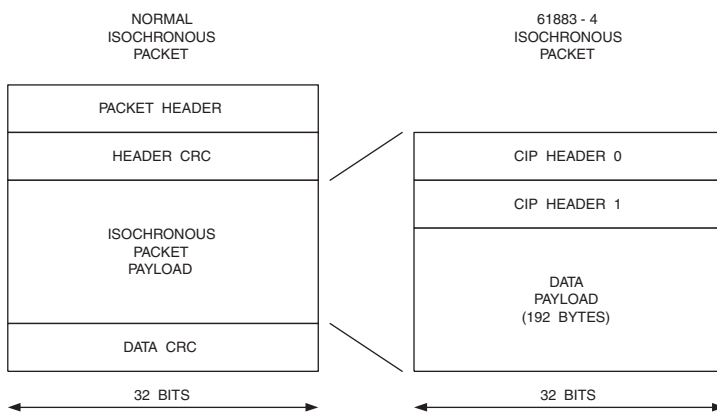 NORMAL
ISOCHRONOUS
PACKET
PACKET HEADER
HEADER CRC
ISOCHRONOUS
PACKET
PAYLOAD
DATA CRC
32 BITS
61883 - 4
ISOCHRONOUS
PACKET
CIP HEADER 0
CIP HEADER 1
DATA
PAYLOAD
(192 BYTES)
32 BITS